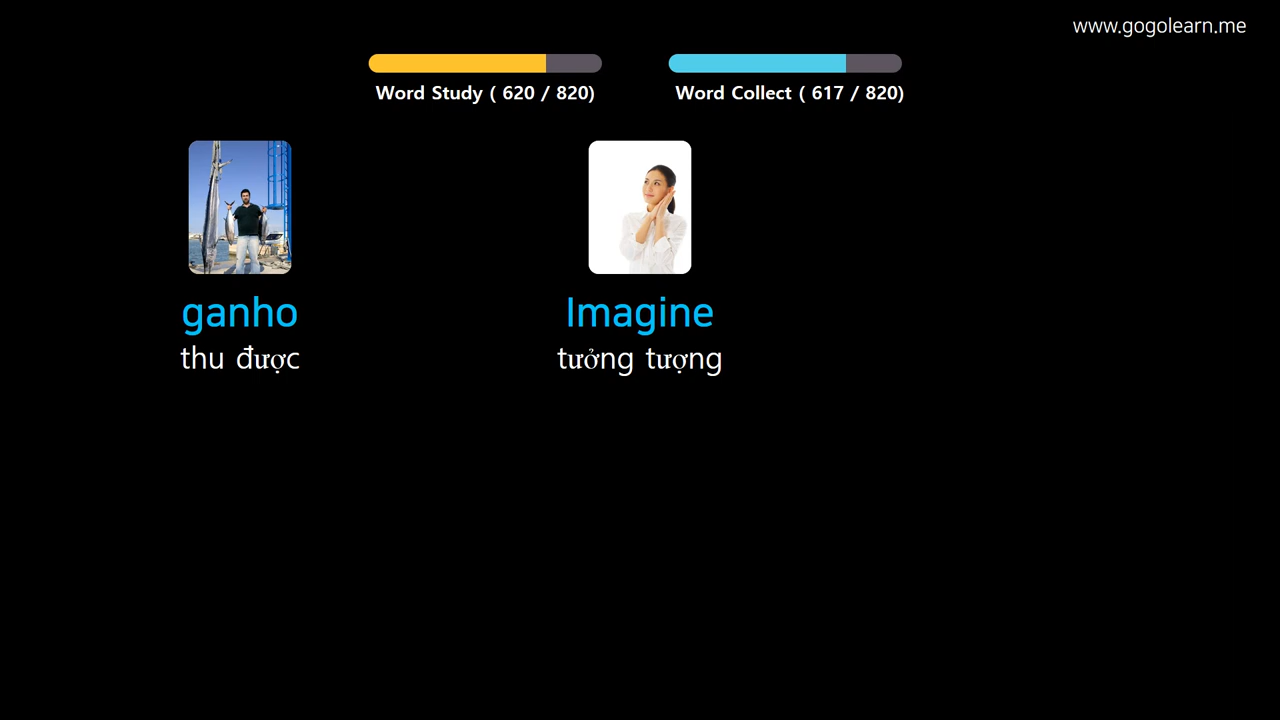 www.gogolearn.me
Word Study ( 620 / 820)
Word Collect ( 617 / 820)
ganho
thu được
Imagine
tưởng tượng